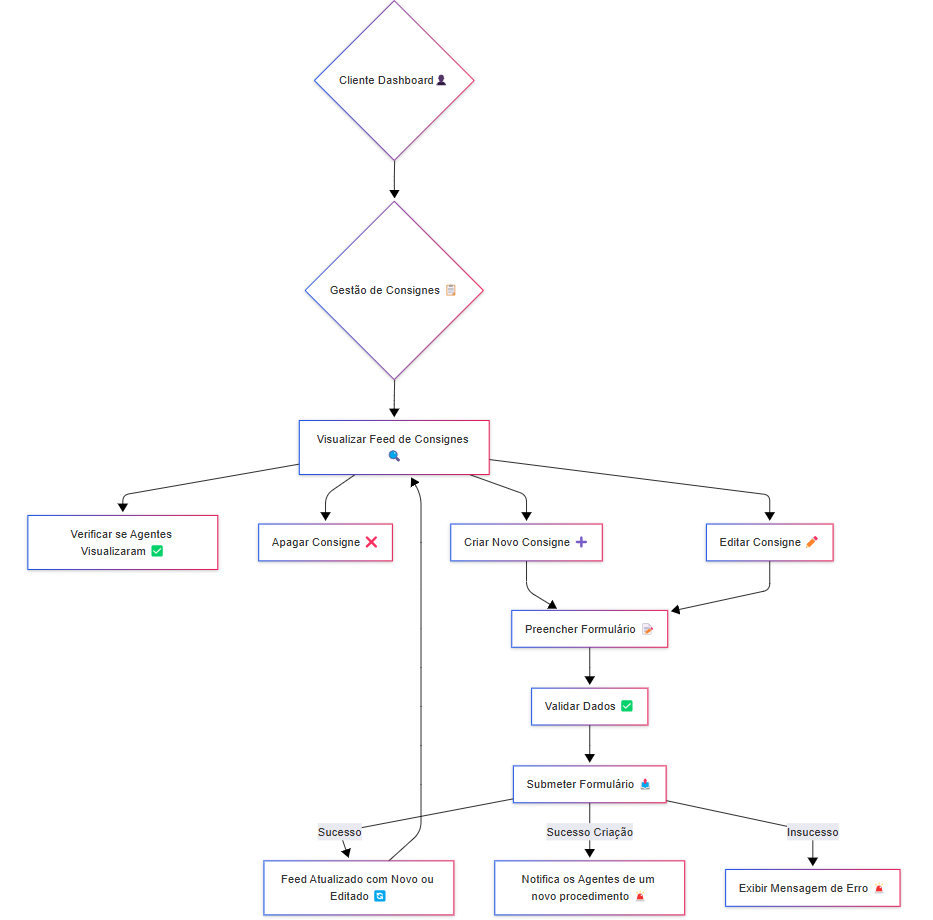 Cliente Dashboard
Gestão de Consignes
Visualizar Feed de Consignes
Verificar se Agentes
Visualizaram
Apagar Consigne
Criar Novo Consigne
Editar Consigne
Preencher Formulário
Validar Dados
Submeter Formulário
Sucesso
Sucesso Criação
Insucesso
Feed Atualizado com Novo ou
Editado
Notifica os Agentes de um
novo procedimento
Exibir Mensagem de Erro